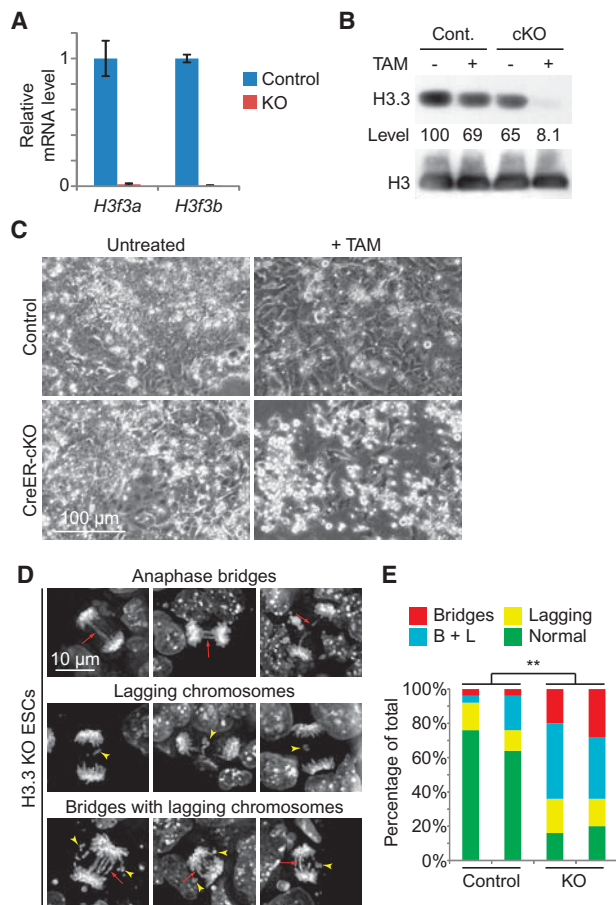 A
Relative
mRNA level
1
0
H3f3a H3f3b
Control
KO
B
Cont. cKO
TAM - + - +
H3.3
Level 100 69 65 8.1
H3
C
Untreated + TAM
Control
CreER-cKO
100 μm
D
Anaphase bridges
H3.3 KO ESCs
10 μm
Lagging chromosomes
Bridges with lagging chromosomes
E
Bridges Lagging
B + L Normal
**
Percentage of total
100%
80%
60%
40%
20%
0%
Control KO